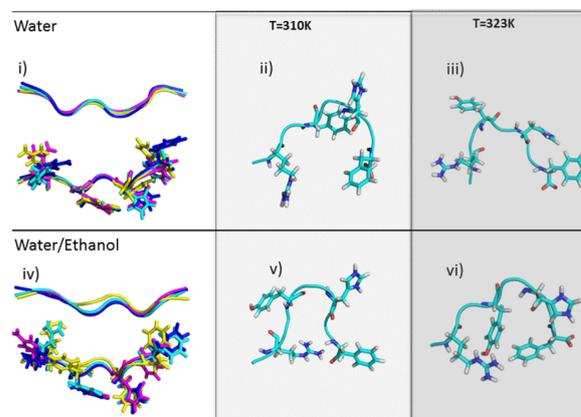 Water
T=310K
T=323K
i)
ii)
iii)
Water/Ethanol
iv)
v)
vi)